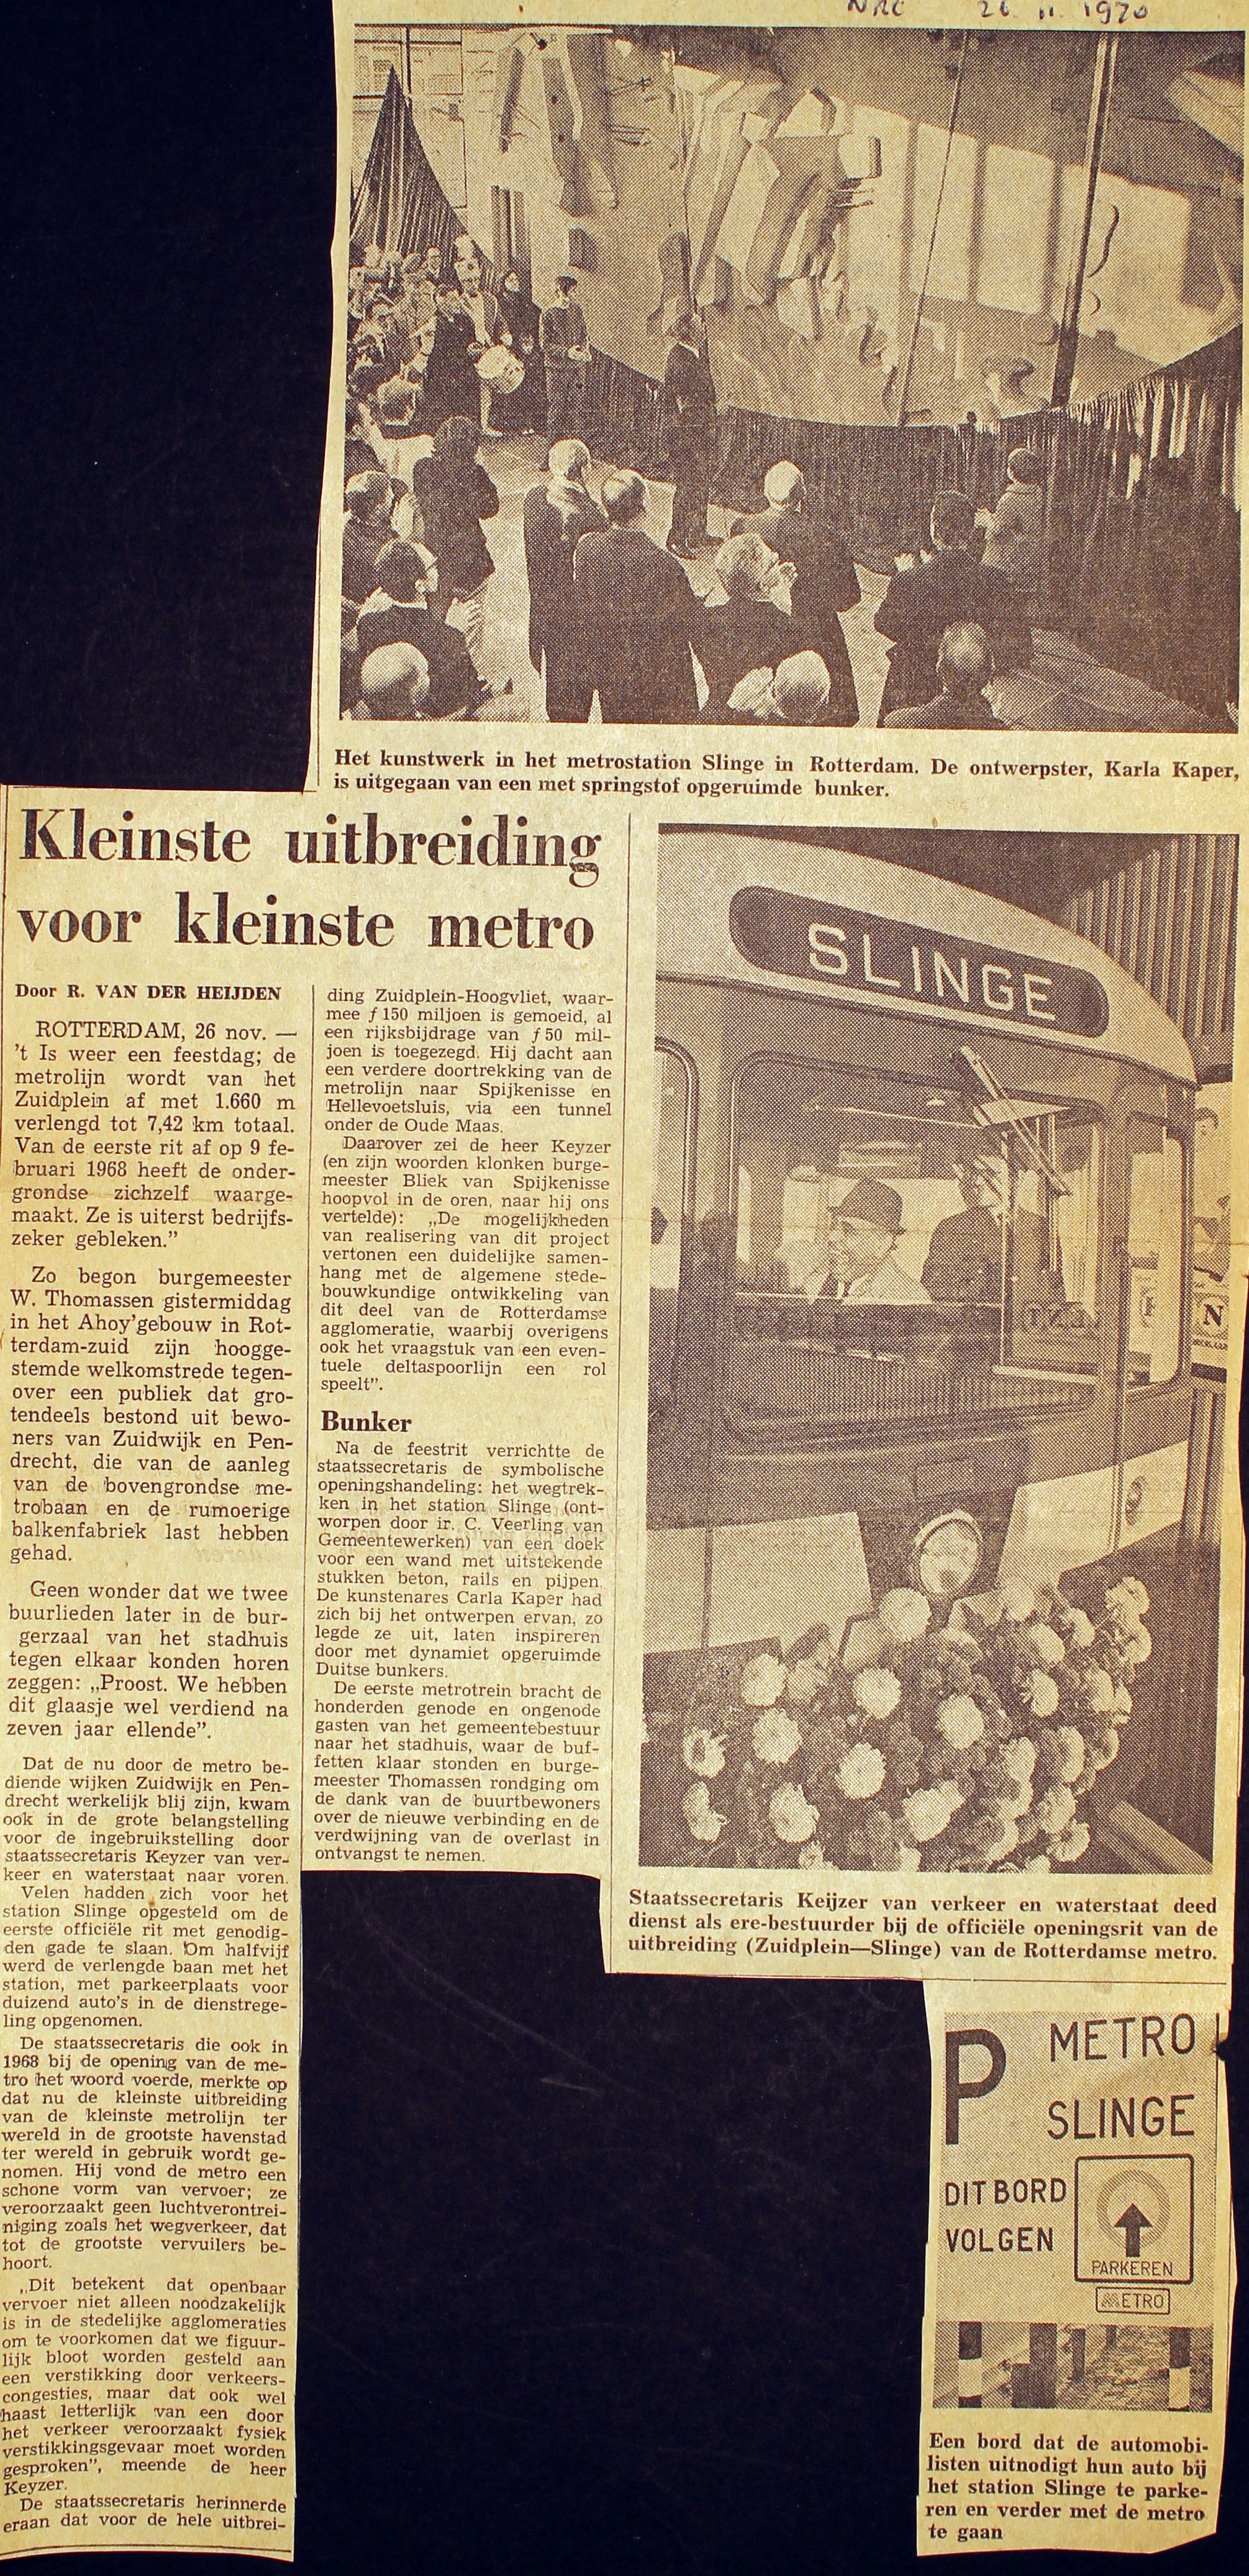 NRC 26 11 1970
Het kunstwerk in het metrostation Slinge in Rotterdam. De ontwerpster, Karla Kaper,
is uitgegaan van een met springstof opgeruimde bunker.
Kleinste uitbreiding
voor kleinste metro
Door R. VAN DER HEIJDEN
ROTTERDAM, 26 nov. —
't Is weer een feestdag; de
metrolijn wordt van het
Zuidplein af met 1.660 m
verlengd tot 7,42 km totaal.
Van de eerste rit af op 9 fe-
bruari 1968 heeft de onder-
grondse zichzelf waarge-
maakt. Ze is uiterst bedrijfs-
zeker gebleken.”
Zo begon burgemeester
W. Thomassen gistermiddag
in het Ahoy'gebouw in Rot-
terdam-zuid zijn hoogge-
stemde welkomstrede tegen-
over een publiek dat gro-
tendeels bestond uit bewo-
ners van Zuidwijk en Pen-
drecht, die van de aanleg
van de bovengrondse me-
trobaan en de rumoerige
balkenfabriek last hebben
gehad.
Geen wonder dat we twee
buurlieden later in de bur-
gerzaal van het stadhuis
tegen elkaar konden horen
zeggen: „Proost. We hebben
dit glaasje wel verdiend na
zeven jaar ellende”.
Dat de nu door de metro be-
diende wijken Zuidwijk en Pen-
drecht werkelijk blij zijn, kwam
ook in de grote belangstelling
voor de ingebruikstelling door
staatssecretaris Keyzer van ver-
keer en waterstaat naar voren.
Velen hadden zich voor het
station Slinge opgesteld om de
eerste officiële rit met genodig-
den gade te slaan. Om halfvijf
werd de verlengde baan met het
station, met parkeerplaats voor
duizend auto's in de dienstrege-
ling opgenomen.
De staatssecretaris die ook in
1968 bij de opening van de me-
tro het woord voerde, merkte op
dat nu de kleinste uitbreiding
van de kleinste metrolijn ter
wereld in de grootste havenstad
ter wereld in gebruik wordt ge-
nomen. Hij vond de metro een
schone vorm van vervoer; ze
veroorzaakt geen luchtverontrei-
niging zoals het wegverkeer, dat
tot de grootste vervuilers be-
hoort.
„Dit betekent dat openbaar
vervoer niet alleen noodzakelijk
is in de stedelijke agglomeraties
om te voorkomen dat we figuur-
lijk bloot worden gesteld aan
een verstikking door verkeers-
congesties, maar dat ook wel
haast letterlijk van een door
het verkeer veroorzaakt fysiek
verstikkingsgevaar moet worden
gesproken”, meende de heer
Keyzer.
De staatssecretaris herinnerde
eraan dat voor de hele uitbrei-
ding Zuidplein-Hoogvliet, waar-
mee ƒ 150 miljoen is gemoeid, al
een rijksbijdrage van ƒ 50 mil-
joen is toegezegd. Hij dacht aan
een verdere doortrekking van de
metrolijn naar Spijkenisse en
Hellevoetsluis, via een tunnel
onder de Oude Maas.
Daarover zei de heer Keyzer
(en zijn woorden klonken burge-
meester Bliek van Spijkenisse
hoopvol in de oren, naar hij ons
vertelde): „De mogelijkheden
van realisering van dit project
vertonen een duidelijke samen-
hang met de algemene stede-
bouwkundige ontwikkeling van
dit deel van de Rotterdamse
agglomeratie, waarbij overigens
ook het vraagstuk van een even-
tuele deltaspoorlijn een rol
speelt”.
Bunker
Na de feestrit verrichtte de
staatssecretaris de symbolische
openingshandeling: het wegtrek-
ken in het station Slinge (ont-
worpen door ir. C. Veerling van
Gemeentewerken) van een doek
voor een wand met uitstekende
stukken beton, rails en pijpen.
De kunstenares Carla Kaper had
zich bij het ontwerpen ervan, zo
legde ze uit, laten inspireren
door met dynamiet opgeruimde
Duitse bunkers.
De eerste metrotrein bracht de
honderden genode en ongenode
gasten van het gemeentebestuur
naar het stadhuis, waar de buf-
fetten klaar stonden en burge-
meester Thomassen rondging om
de dank van de buurtbewoners
over de nieuwe verbinding en de
verdwijning van de overlast in
ontvangst te nemen.
SLINGE
N
Staatssecretaris Keijzer van verkeer en waterstaat deed
dienst als ere-bestuurder bij de officiële openingsrit van de
uitbreiding (Zuidplein—Slinge) van de Rotterdamse metro.
P METRO
SLINGE
DIT BORD
VOLGEN
PARKEREN
METRO
Een bord dat de automobi-
listen uitnodigt hun auto bij
het station Slinge te parke-
ren en verder met de metro
te gaan